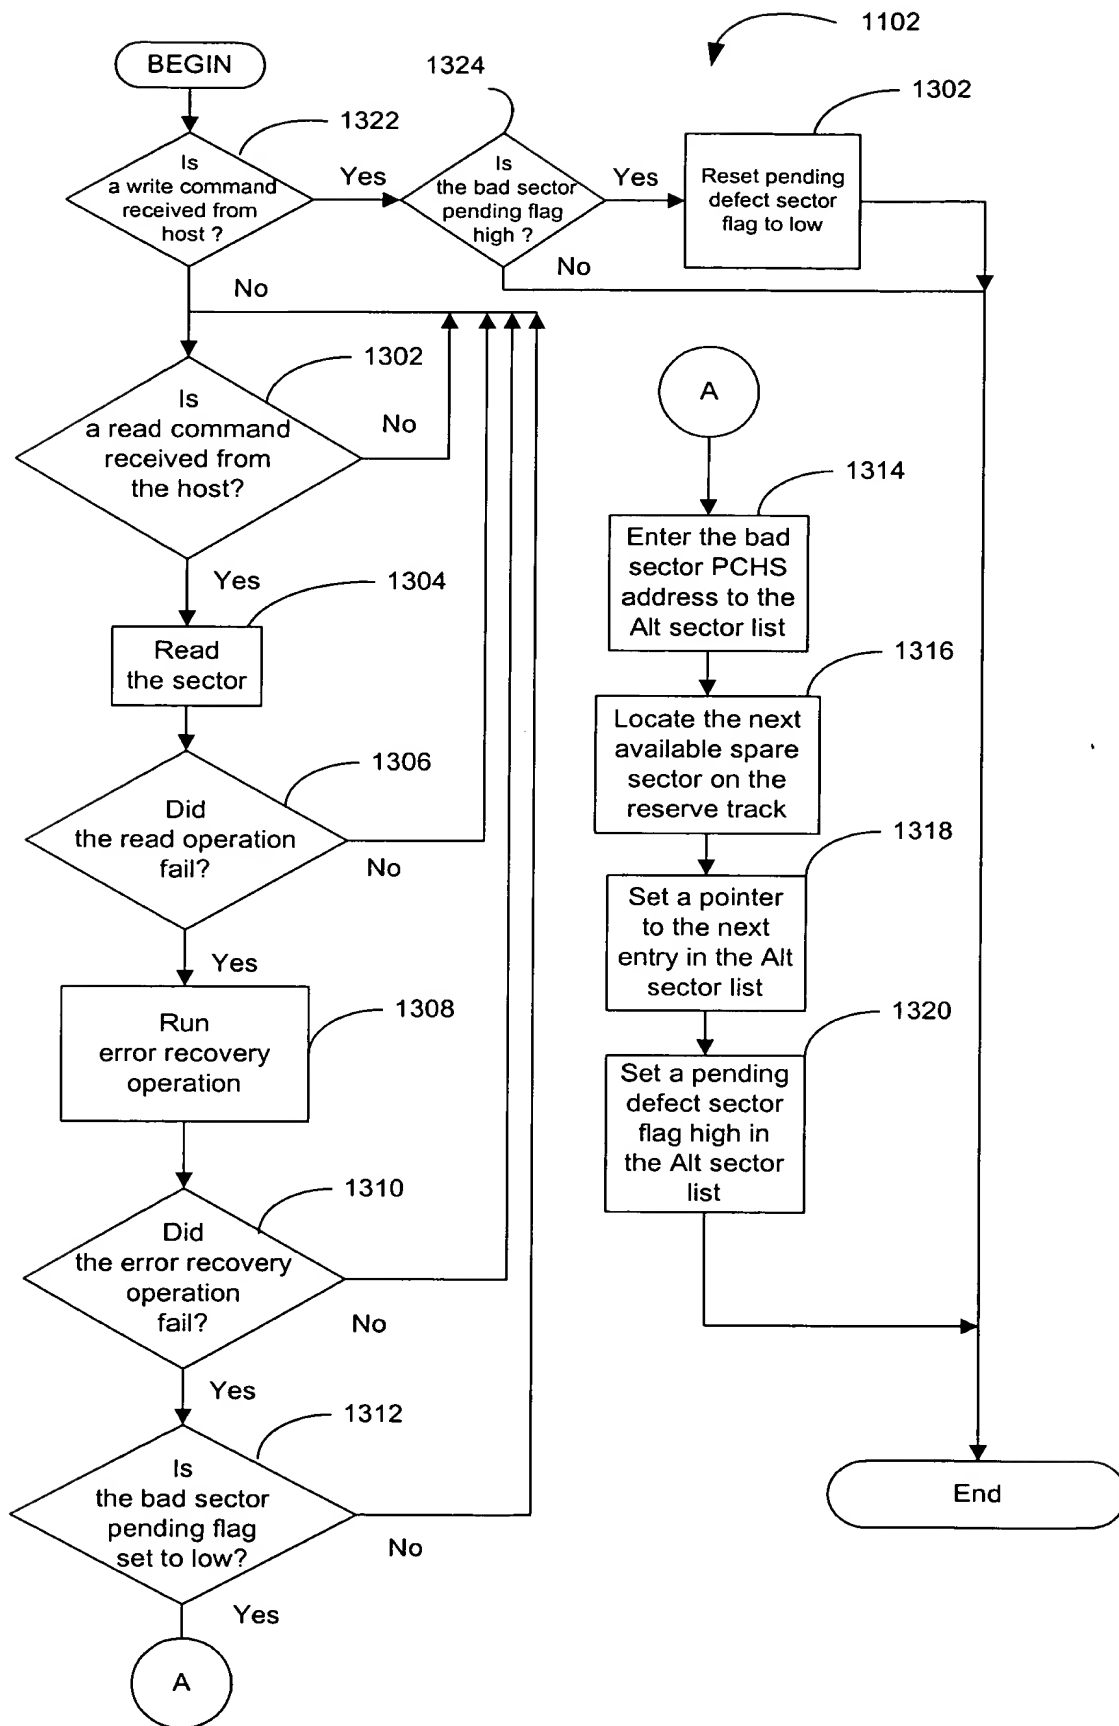 1102
BEGIN
1324
1302
1322
Is
a write command
received from
host ?
Yes
Is
the bad sector
pending flag
high ?
Yes
Reset pending
defect sector
flag to low
No
No
1302
Is
a read command
received from
the host?
No
Yes
1304
Read
the sector
1306
Did
the read operation
fail?
No
Yes
Run
error recovery
operation
1308
1310
Did
the error recovery
operation
fail?
No
Yes
1312
Is
the bad sector
pending flag
set to low?
No
Yes
A
A
1314
Enter the bad
sector PCHS
address to the
Alt sector list
1316
Locate the next
available spare
sector on the
reserve track
1318
Set a pointer
to the next
entry in the Alt
sector list
1320
Set a pending
defect sector
flag high in
the Alt sector
list
End